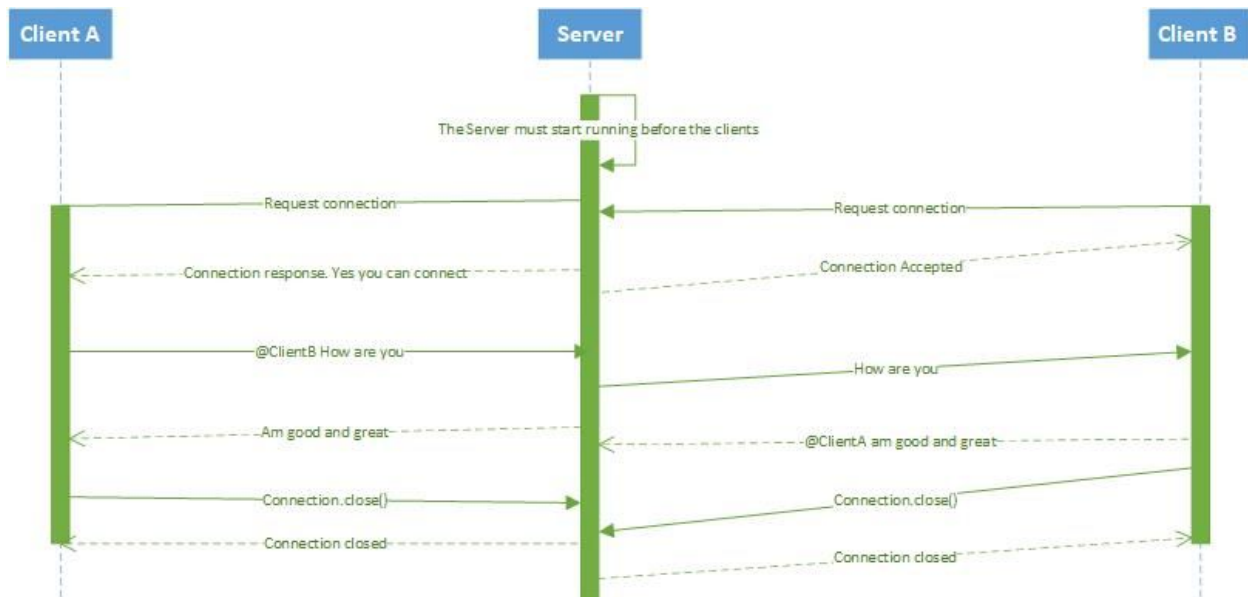 Client A
Server
Client B
The Server must start running before the clients
Request connection
Request connection
Connection response. Yes you can connect
Connection Accepted
@ClientB How are you
How are you
Am good and great
@ClientA am good and great
Connection.close()
Connection.close()
Connection closed
Connection closed